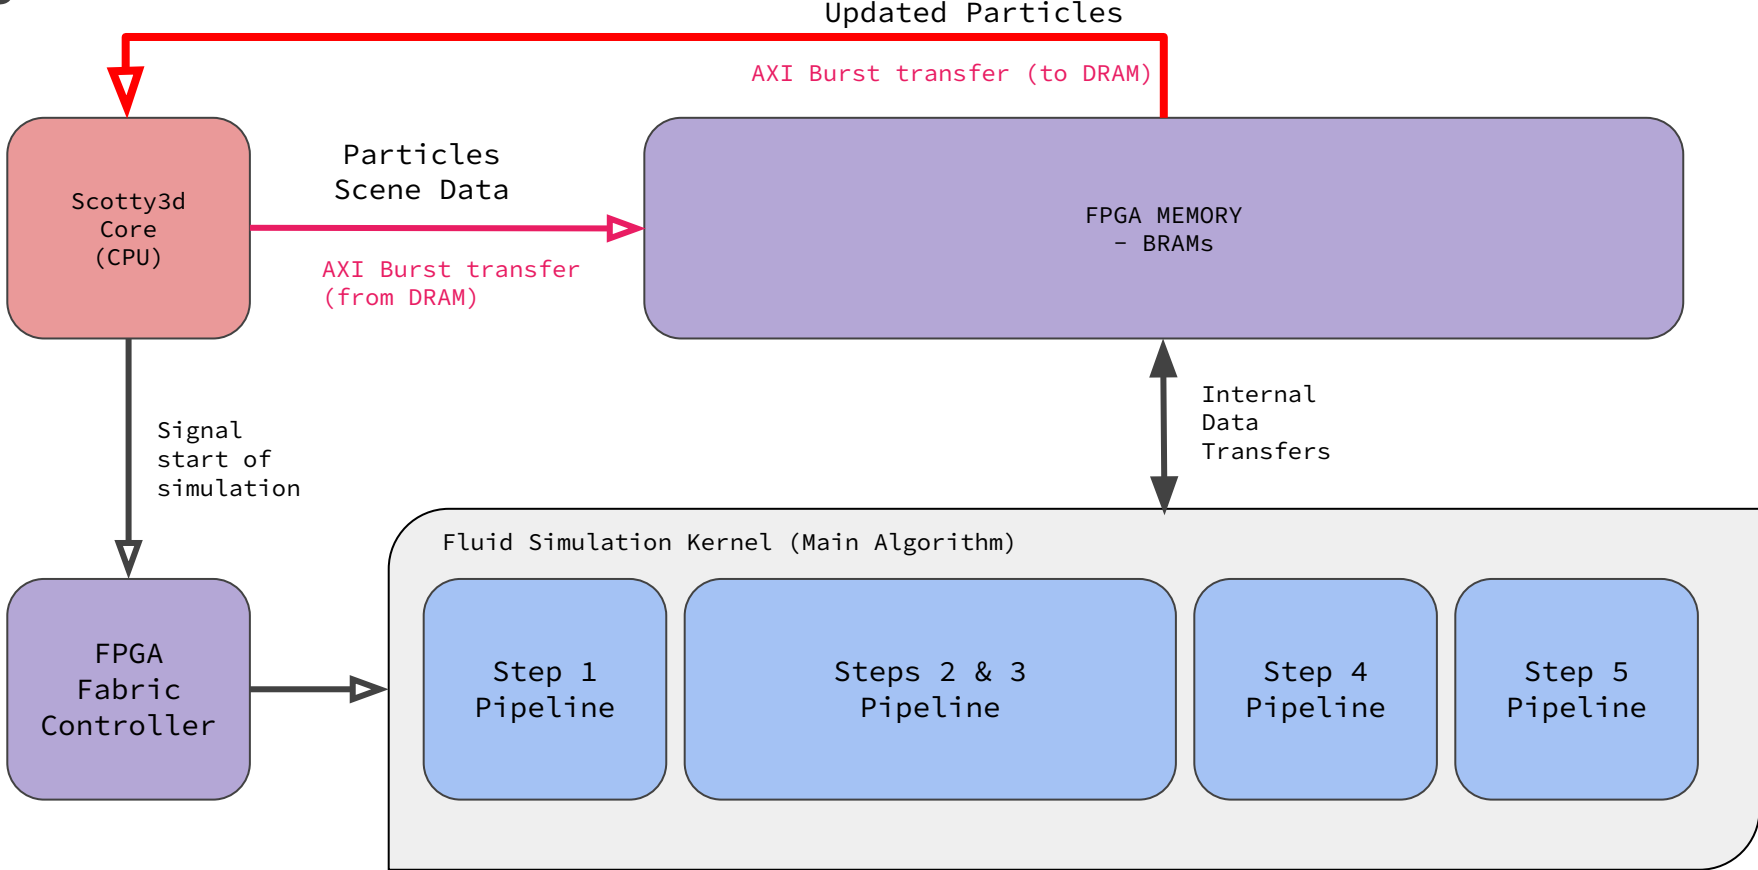 Updated Particles
AXI Burst transfer (to DRAM)
Particles
Scene Data
Scotty3d
Core
(CPU)
AXI Burst transfer
(from DRAM)
FPGA MEMORY
- BRAMs
Signal
start of
simulation
Internal
Data
Transfers
Fluid Simulation Kernel (Main Algorithm)
FPGA
Fabric
Controller
Step 1
Pipeline
Steps 2 & 3
Pipeline
Step 4
Pipeline
Step 5
Pipeline